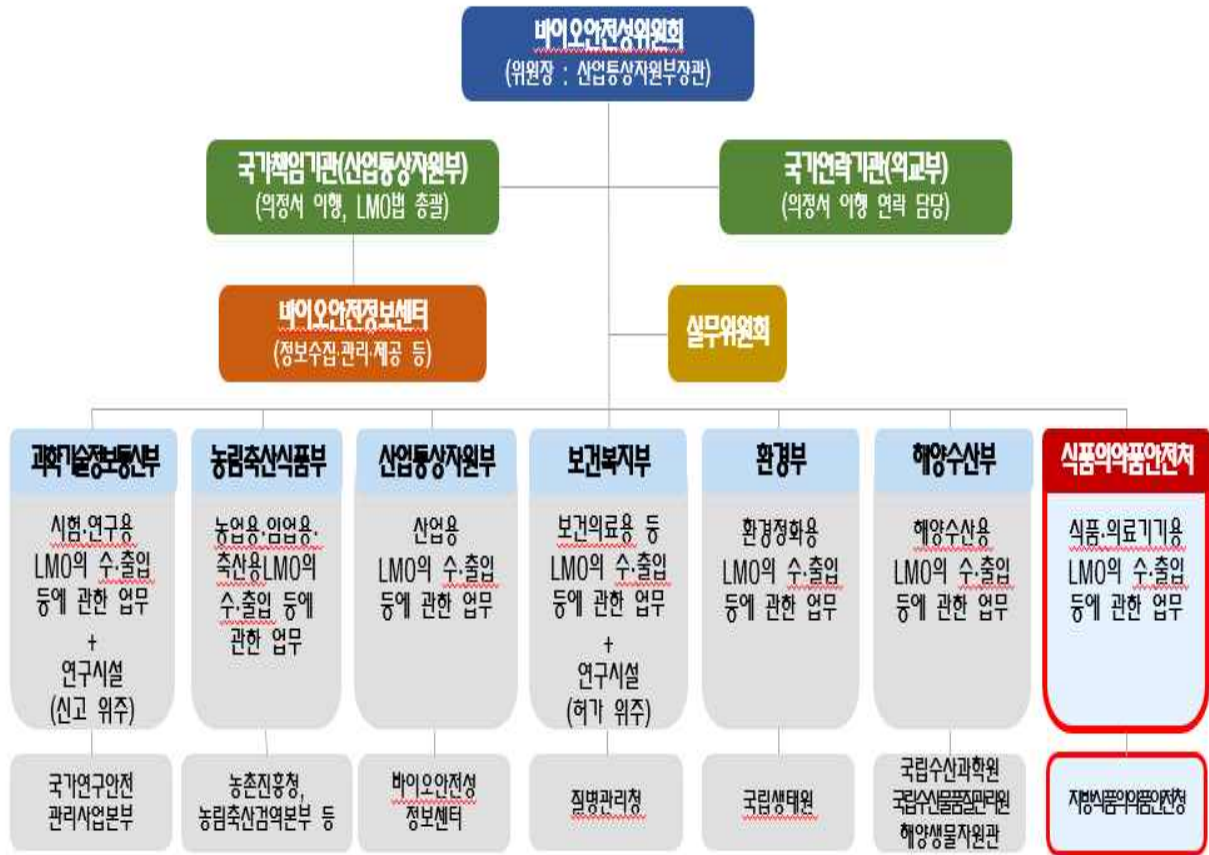 바이오안전성위원회
(위원장 : 산업통상자원부장관)
국가책임기관(산업통상자원부)
(의정서 이행, LMO법 총괄)
국가연락기관(외교부)
(의정서 이행 연락 담당)
바이오안전정보센터
(정보수집·관리·제공 등)
실무위원회
과학기술정보통신부
시험·연구용
LMO의 수·출입
등에 관한 업무
+
연구시설
(신고 위주)
국가연구안전
관리사업본부
농림축산식품부
농업용·임업용·
축산용LMO의
수·출입 등에
관한 업무
농촌진흥청,
농림축산검역본부 등
산업통상자원부
산업용
LMO의 수·출입
등에 관한 업무
바이오안전성
정보센터
보건복지부
보건의료용 등
LMO의 수·출입
등에 관한 업무
+
연구시설
(허가 위주)
질병관리청
환경부
환경정화용
LMO의 수·출입
등에 관한 업무
국립생태원
해양수산부
해양수산용
LMO의 수·출입
등에 관한 업무
국립수산과학원
국립수산물품질관리원
해양생물자원관
식품의약품안전처
식품·의료기기용
LMO의 수·출입
등에 관한 업무
지방식품의약품안전청